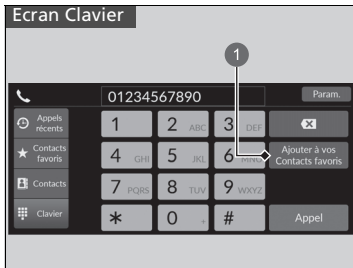 Ecran Clavier
1
01234567890
Param.
Appels
récents
1
2 ABC
3 DEF
Contacts
favoris
4 GHI
5 JKL
6 MNO
Ajouter à vos
Contacts favoris
Contacts
7 PQRS
8 TUV
9 WXYZ
Clavier
*
0 +
#
Appel